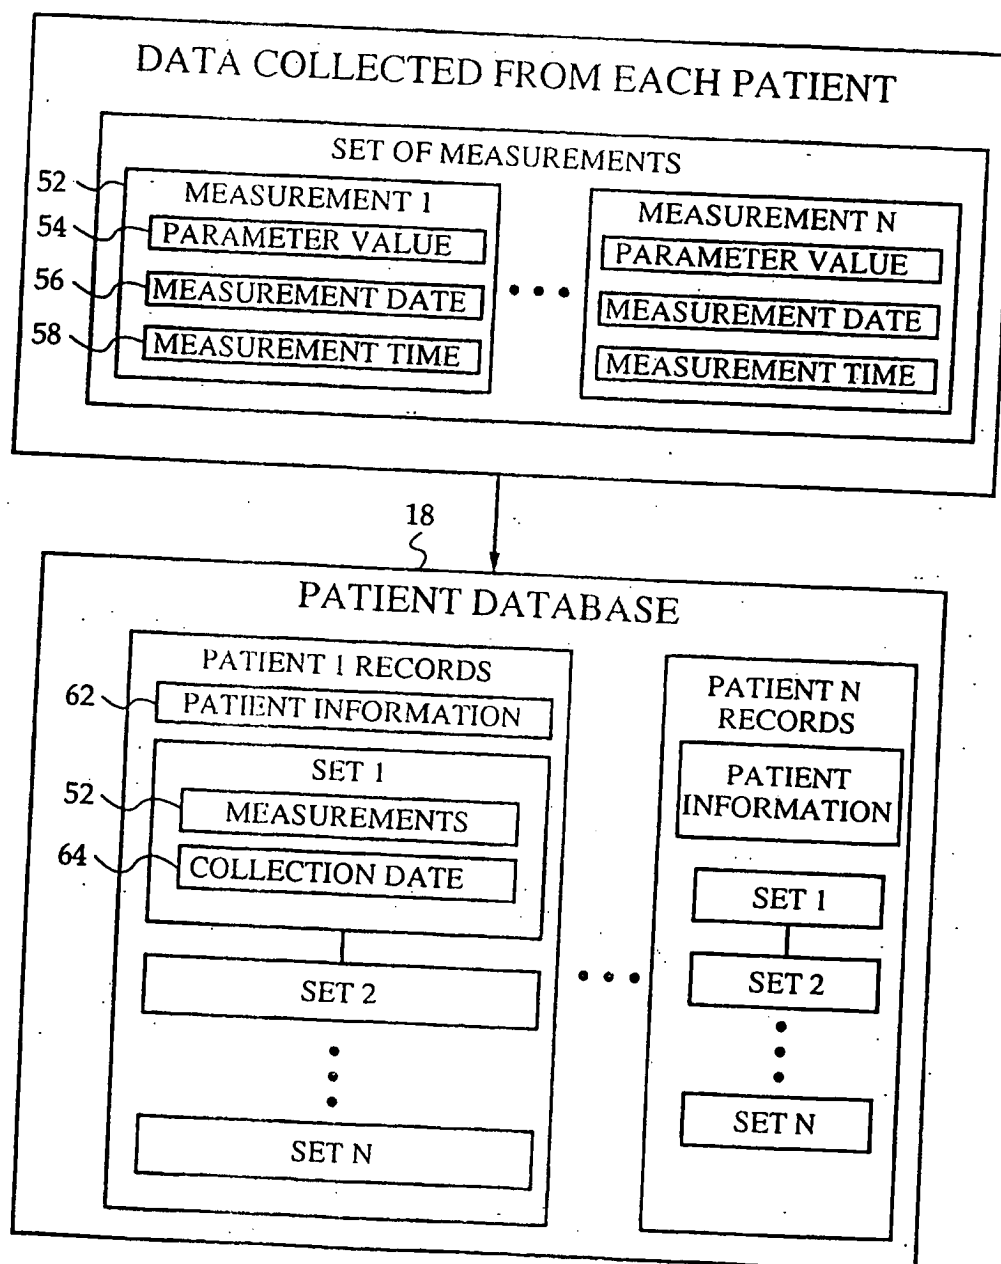 DATA COLLECTED FROM EACH PATIENT
SET OF MEASUREMENTS
52
MEASUREMENT 1
54
PARAMETER VALUE
56
MEASUREMENT DATE
58
MEASUREMENT TIME
MEASUREMENT N
PARAMETER VALUE
MEASUREMENT DATE
MEASUREMENT TIME
18
PATIENT DATABASE
PATIENT 1 RECORDS
62
PATIENT INFORMATION
SET 1
52
MEASUREMENTS
64
COLLECTION DATE
SET 2
SET N
PATIENT N
RECORDS
PATIENT
INFORMATION
SET 1
SET 2
SET N